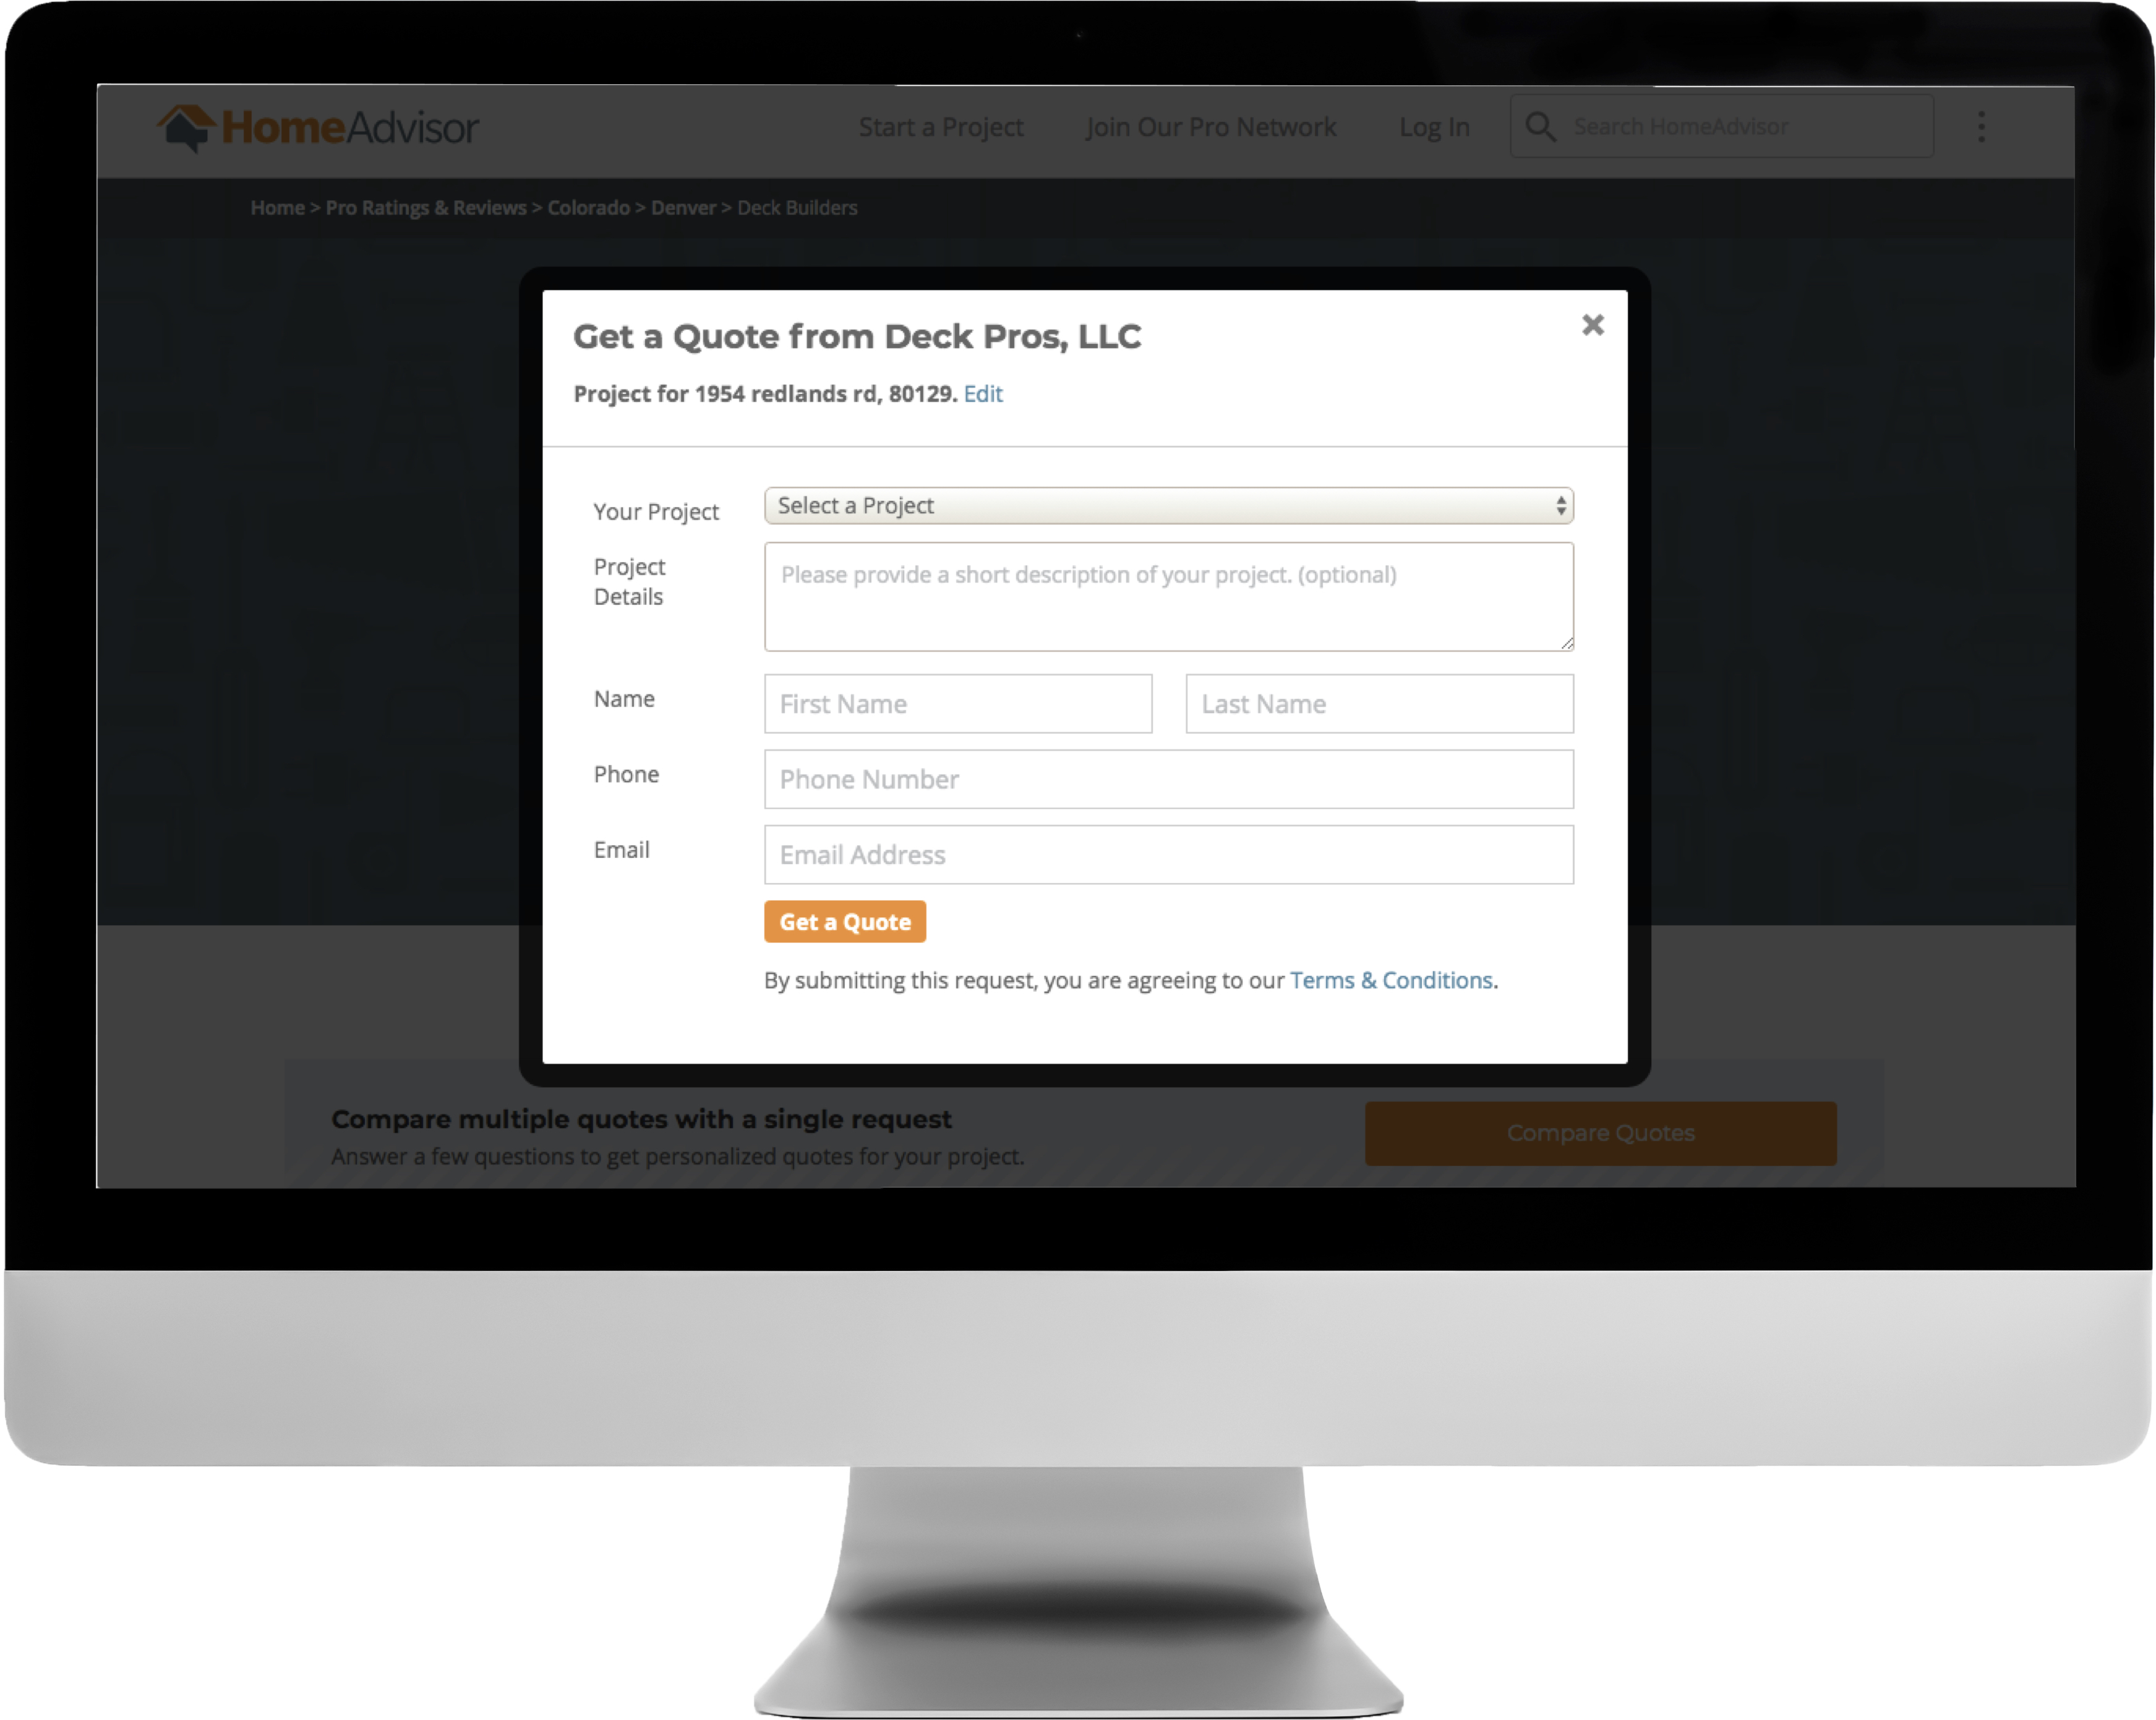 HomeAdvisor
Start a Project
Join Our Pro Network
Log In
Search HomeAdvisor
Home > Pro Ratings & Reviews > Colorado > Denver > Deck Builders
Get a Quote from Deck Pros, LLC
Project for 1954 redlands rd, 80129. Edit
Your Project
Select a Project
Project
Details
Please provide a short description of your project. (optional)
Name
First Name
Last Name
Phone
Phone Number
Email
Email Address
Get a Quote
By submitting this request, you are agreeing to our Terms & Conditions.
Compare multiple quotes with a single request
Answer a few questions to get personalized quotes for your project.
Compare Quotes